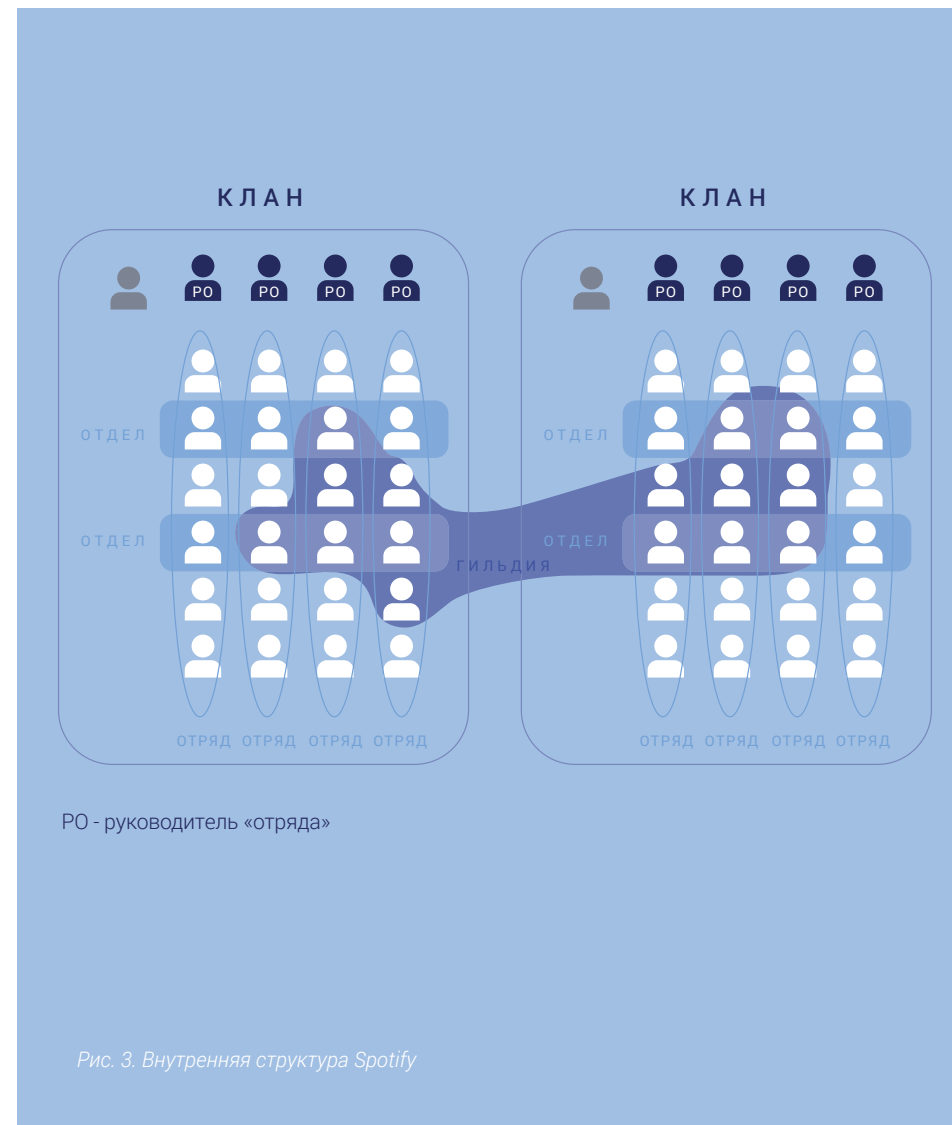 КЛАН КЛАН
РО РО РО РО РО РО РО РО
ОТДЕЛ ОТДЕЛ
ОТДЕЛ ОТДЕЛ
ГИЛЬДИЯ
ОТРЯД ОТРЯД ОТРЯД ОТРЯД ОТРЯД ОТРЯД ОТРЯД ОТРЯД
РО - руководитель «отряда»
Рис. 3. Внутренняя структура Spotify